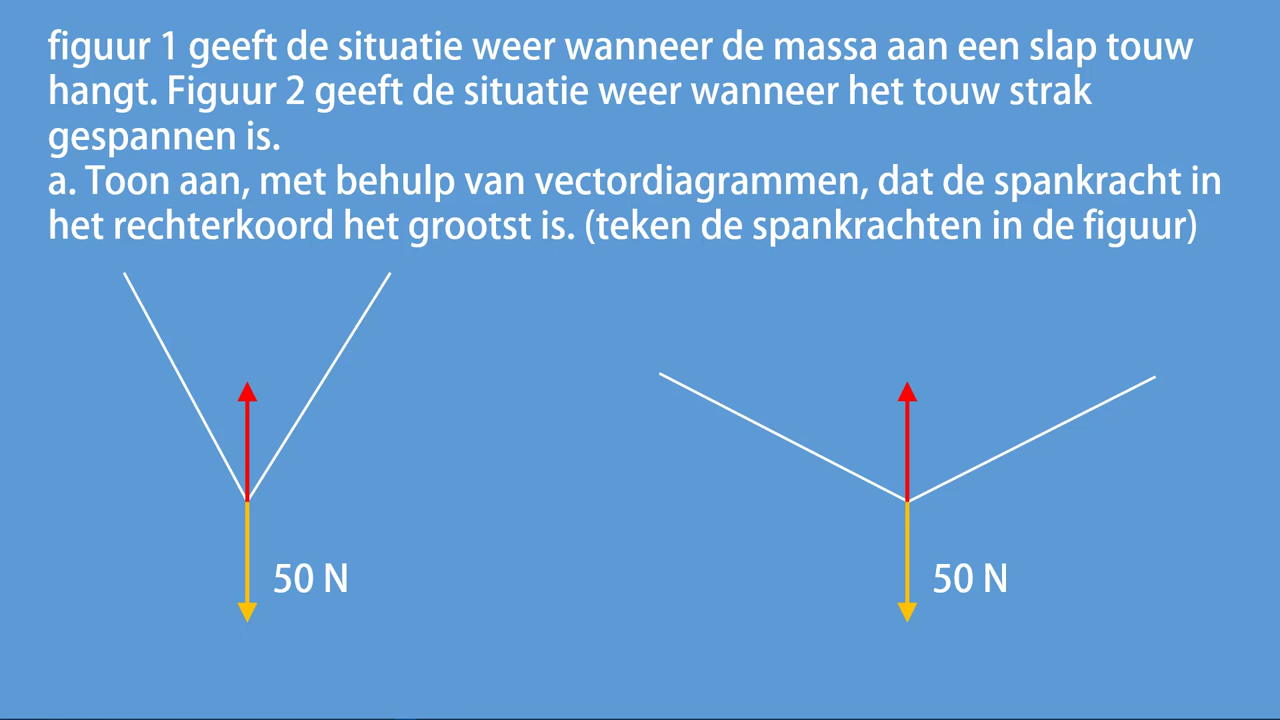 figuur 1 geeft de situatie weer wanneer de massa aan een slap touw
hangt. Figuur 2 geeft de situatie weer wanneer het touw strak
gespannen is.
a. Toon aan, met behulp van vectordiagrammen, dat de spankracht in
het rechterkoord het grootst is. (teken de spankrachten in de figuur)
50 N
50 N